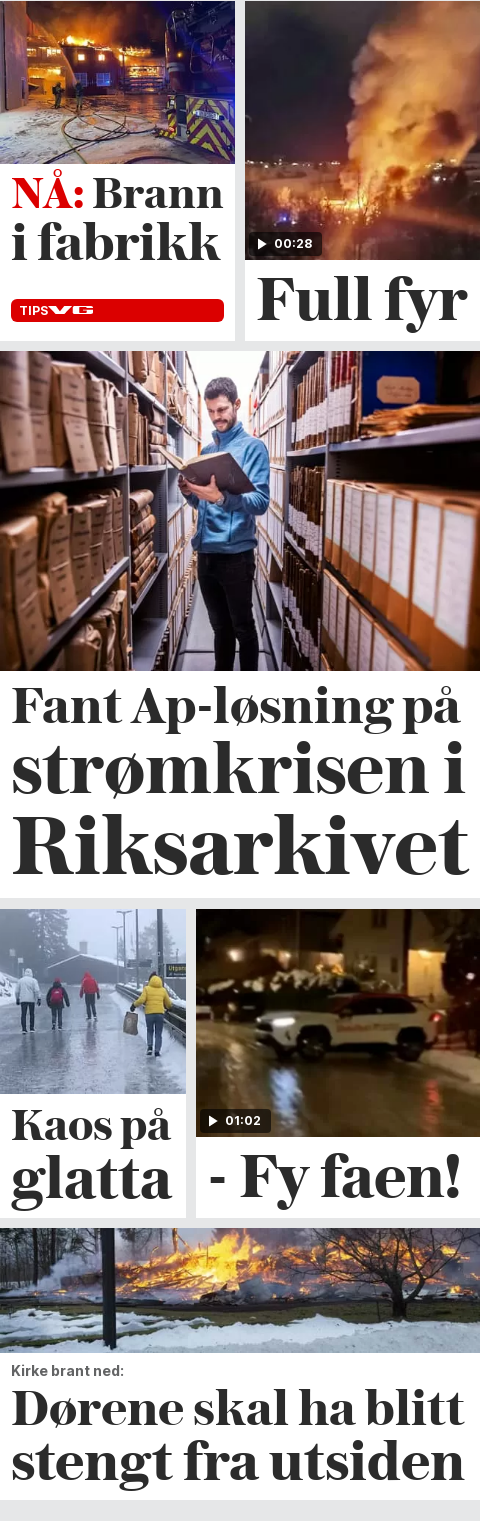 NÅ: Brann
i fabrikk
TIPS VG
00:28
Full fyr
Fant Ap-løsning på
strømkrisen i
Riksarkivet
Kaos på
glatta
01:02
- Fy faen!
Kirke brant ned:
Dørene skal ha blitt
stengt fra utsiden